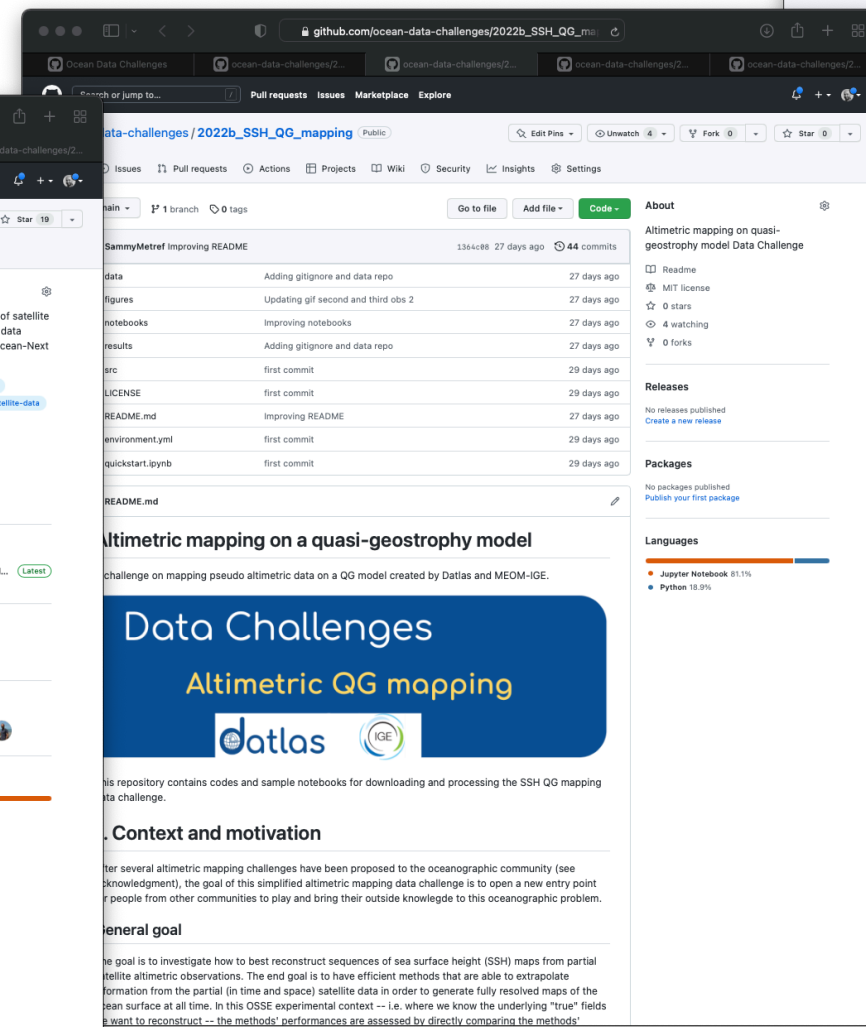 github.com/ocean-data-challenges/2022b_SSH_QG_ma
Ocean Data Challenges
ocean-data-challenges/2...
ocean-data-challenges/2...
ocean-data-challenges/2...
ocean-data-challenges/2...
Search or jump to...
/
Pull requests Issues Marketplace Explore
data-challenges/2...
Star 19
of satellite
data
cean-Next
ellite-data
... Latest
ata-challenges / 2022b_SSH_QG_mapping Public
Edit Pins
Unwatch 4
Fork 0
Star 0
Issues
Pull requests
Actions
Projects
Wiki
Security
Insights
Settings
main
1 branch
0 tags
Go to file
Add file
Code
SammyMetref Improving README
1364c08 27 days ago
44 commits
data Adding gitignore and data repo 27 days ago
figures Updating gif second and third obs 2 27 days ago
notebooks Improving notebooks 27 days ago
results Adding gitignore and data repo 27 days ago
src first commit 29 days ago
LICENSE first commit 29 days ago
README.md Improving README 27 days ago
environment.yml first commit 29 days ago
quickstart.ipynb first commit 29 days ago
README.md
Altimetric mapping on a quasi-geostrophy model
challenge on mapping pseudo altimetric data on a QG model created by Datlas and MEOM-IGE.
Data Challenges
Altimetric QG mapping
datlas
IGE
his repository contains codes and sample notebooks for downloading and processing the SSH QG mapping
ata challenge.
. Context and motivation
fter several altimetric mapping challenges have been proposed to the oceanographic community (see
cknowledgment), the goal of this simplified altimetric mapping data challenge is to open a new entry point
r people from other communities to play and bring their outside knowlegde to this oceanographic problem.
eneral goal
he goal is to investigate how to best reconstruct sequences of sea surface height (SSH) maps from partial
atellite altimetric observations. The end goal is to have efficient methods that are able to extrapolate
formation from the partial (in time and space) satellite data in order to generate fully resolved maps of the
cean surface at all time. In this OSSE experimental context -- i.e. where we know the underlying "true" fields
e want to reconstruct -- the methods' performances are assessed by directly comparing the methods'
About
Altimetric mapping on quasi-
geostrophy model Data Challenge
Readme
MIT license
0 stars
4 watching
0 forks
Releases
No releases published
Create a new release
Packages
No packages published
Publish your first package
Languages
Jupyter Notebook 81.1%
Python 18.9%